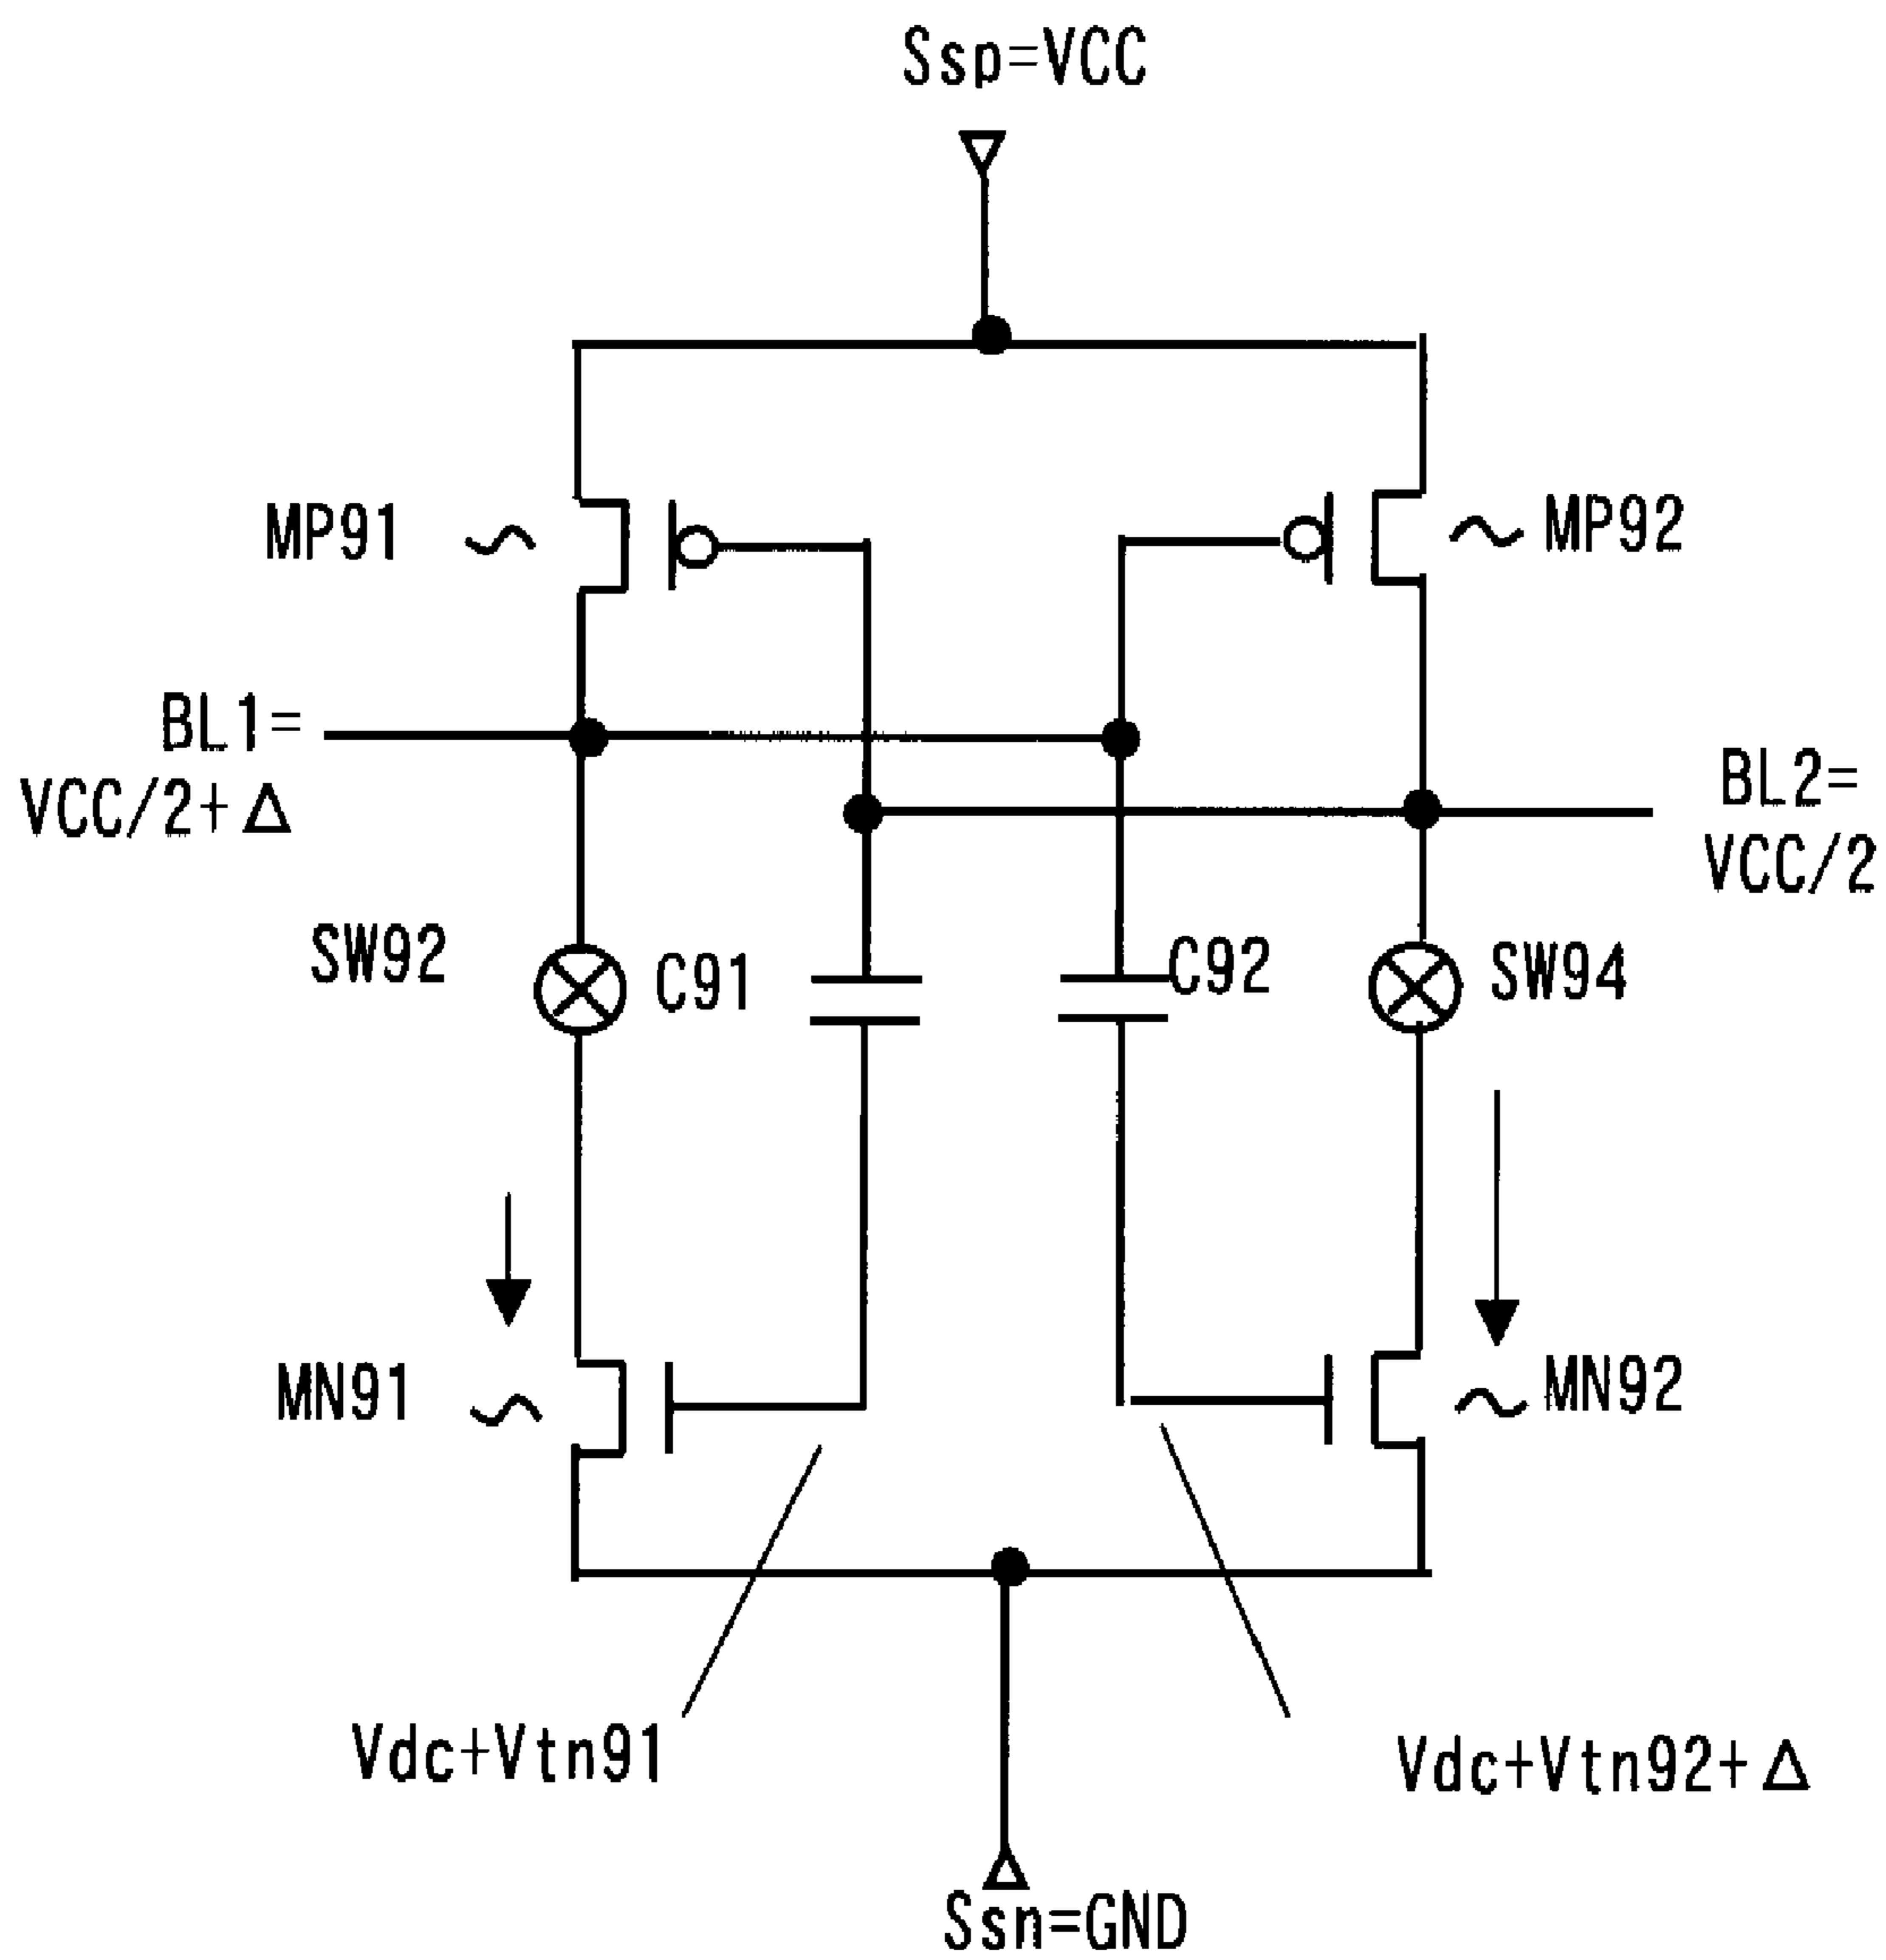 Ssp=VCC
MP91
MP92
BL1=
VCC/2+Δ
BL2=
VCC/2
SW92
C91
C92
SW94
MN91
MN92
Vdc+Vtn91
Vdc+Vtn92+Δ
Ssn=GND